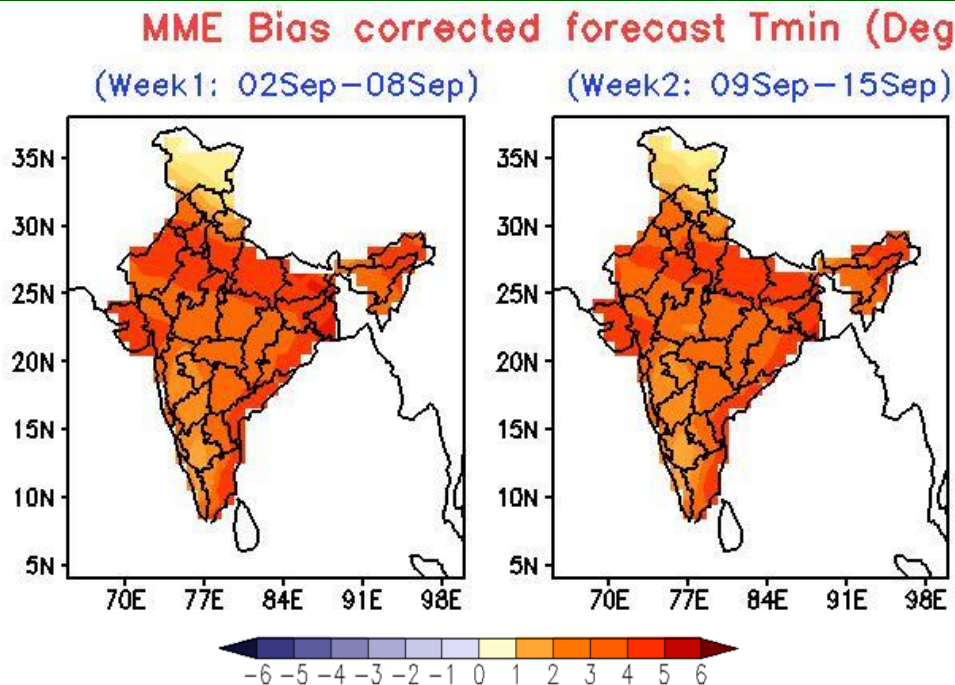 MME Bias corrected forecast Tmin (Deg
(Week1: 02Sep−08Sep)
(Week2: 09Sep−15Sep)
35N
30N
25N
20N
15N
10N
5N
70E 77E 84E 91E 98E
35N
30N
25N
20N
15N
10N
5N
70E 77E 84E 91E 98E
−6 −5 −4 −3 −2 −1 0 1 2 3 4 5 6